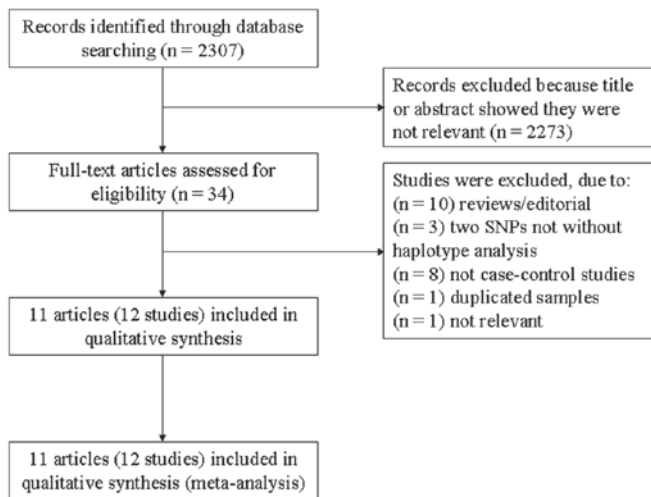 Records identified through database
searching (n = 2307)
Records excluded because title
or abstract showed they were
not relevant (n = 2273)
Full-text articles assessed for
eligibility (n = 34)
Studies were excluded, due to:
(n = 10) reviews/editorial
(n = 3) two SNPs not without
haplotype analysis
(n = 8) not case-control studies
(n = 1) duplicated samples
(n = 1) not relevant
11 articles (12 studies) included in
qualitative synthesis
11 articles (12 studies) included in
qualitative synthesis (meta-analysis)